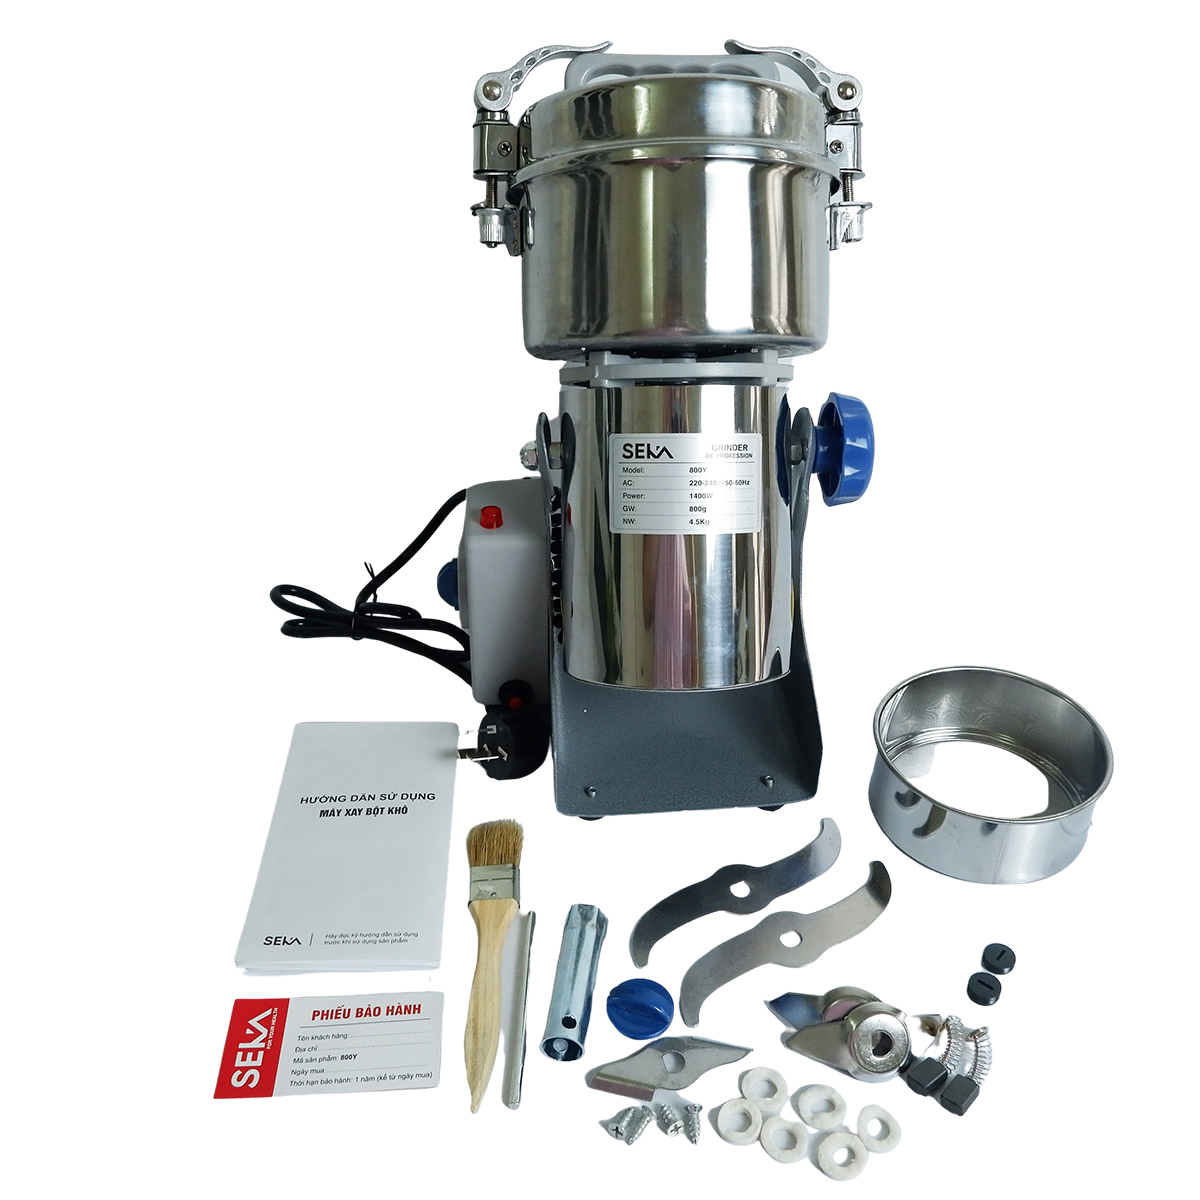 SEKA GRINDER
BE PROFESSION
Model: 800Y
AC: 220-240V-50-60Hz
Power: 1400W
GW: 800g
NW: 4.5Kg
HƯỚNG DẪN SỬ DỤNG
MÁY XAY BỘT KHÔ
SEKA
Hãy đọc kỹ hướng dẫn sử dụng
trước khi sử dụng sản phẩm
SEKA
FOR YOUR HEALTH
PHIẾU BẢO HÀNH
Tên khách hàng
Địa chỉ
Mã sản phẩm: 800Y
Ngày mua
Thời hạn bảo hành: 1 năm (kể từ ngày mua)